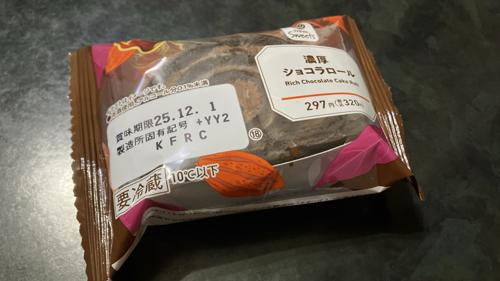 Sweets
濃厚
ショコラロール
Rich Chocolate Cake Roll
297円
賞味期限25.12. 1
製造所固有記号 +YY2
K F R C
⑱
要冷蔵
10℃以下